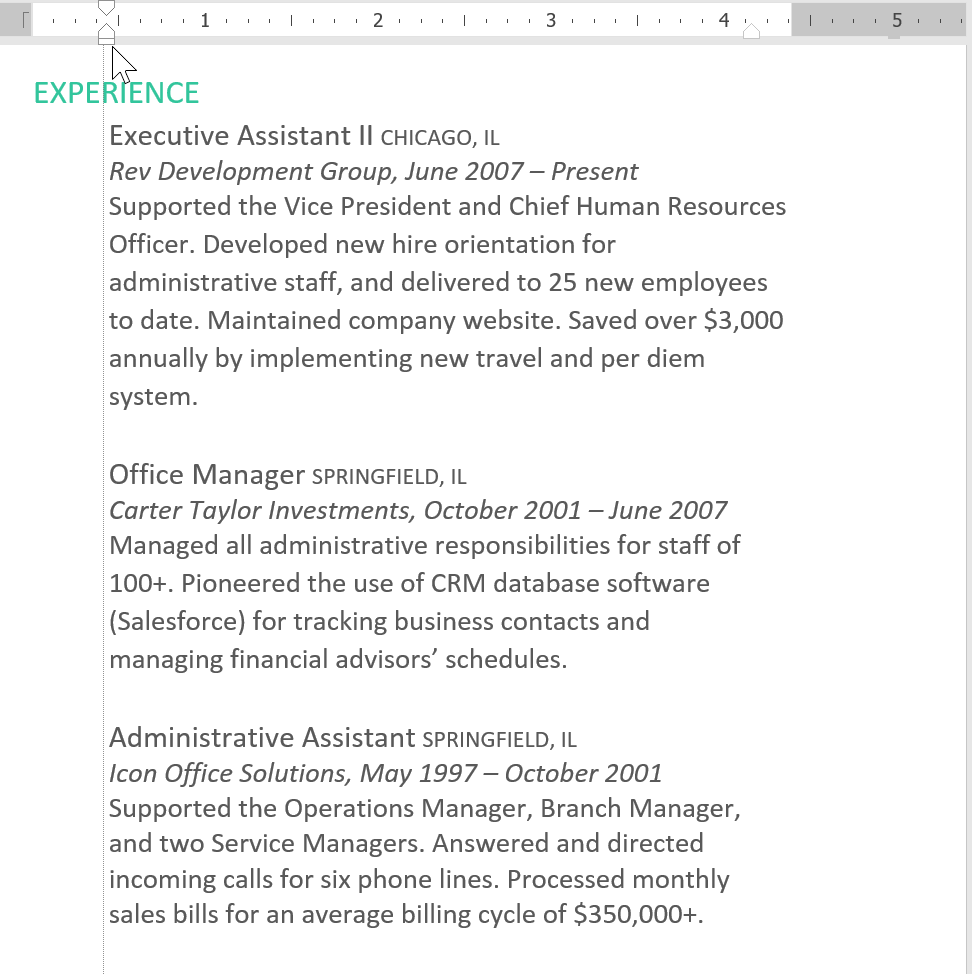 1 2 3 4 5
EXPERIENCE
Executive Assistant II CHICAGO, IL
Rev Development Group, June 2007 – Present
Supported the Vice President and Chief Human Resources
Officer. Developed new hire orientation for
administrative staff, and delivered to 25 new employees
to date. Maintained company website. Saved over $3,000
annually by implementing new travel and per diem
system.
Office Manager SPRINGFIELD, IL
Carter Taylor Investments, October 2001 – June 2007
Managed all administrative responsibilities for staff of
100+. Pioneered the use of CRM database software
(Salesforce) for tracking business contacts and
managing financial advisors’ schedules.
Administrative Assistant SPRINGFIELD, IL
Icon Office Solutions, May 1997 – October 2001
Supported the Operations Manager, Branch Manager,
and two Service Managers. Answered and directed
incoming calls for six phone lines. Processed monthly
sales bills for an average billing cycle of $350,000+.